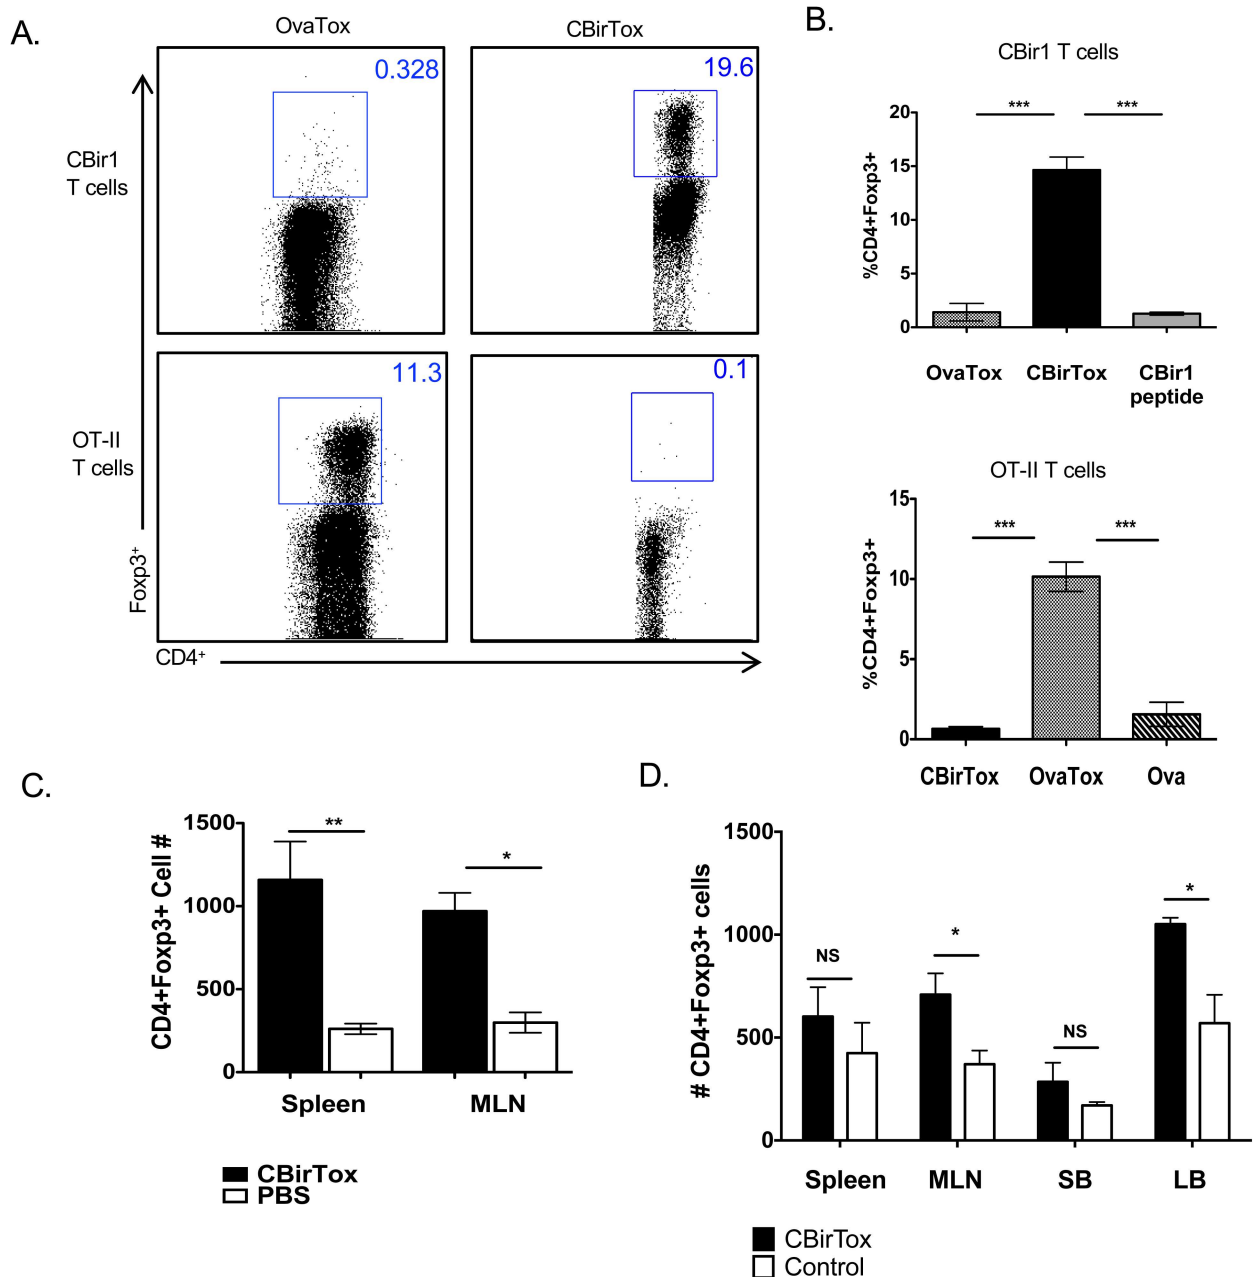 A.
OvaTox
CBirTox
0.328
19.6
CBir1
T cells
11.3
0.1
OT-II
T cells
Foxp3+
CD4+
B.
CBir1 T cells
%CD4+Foxp3+
20
15
10
5
0
***
***
OvaTox
CBirTox
CBir1
peptide
OT-II T cells
%CD4+Foxp3+
15
10
5
0
***
***
CBirTox
OvaTox
Ova
C.
CD4+Foxp3+ Cell #
1500
1000
500
0
**
*
Spleen
MLN
CBirTox
PBS
D.
# CD4+Foxp3+ cells
1500
1000
500
0
NS
*
NS
*
Spleen
MLN
SB
LB
CBirTox
Control